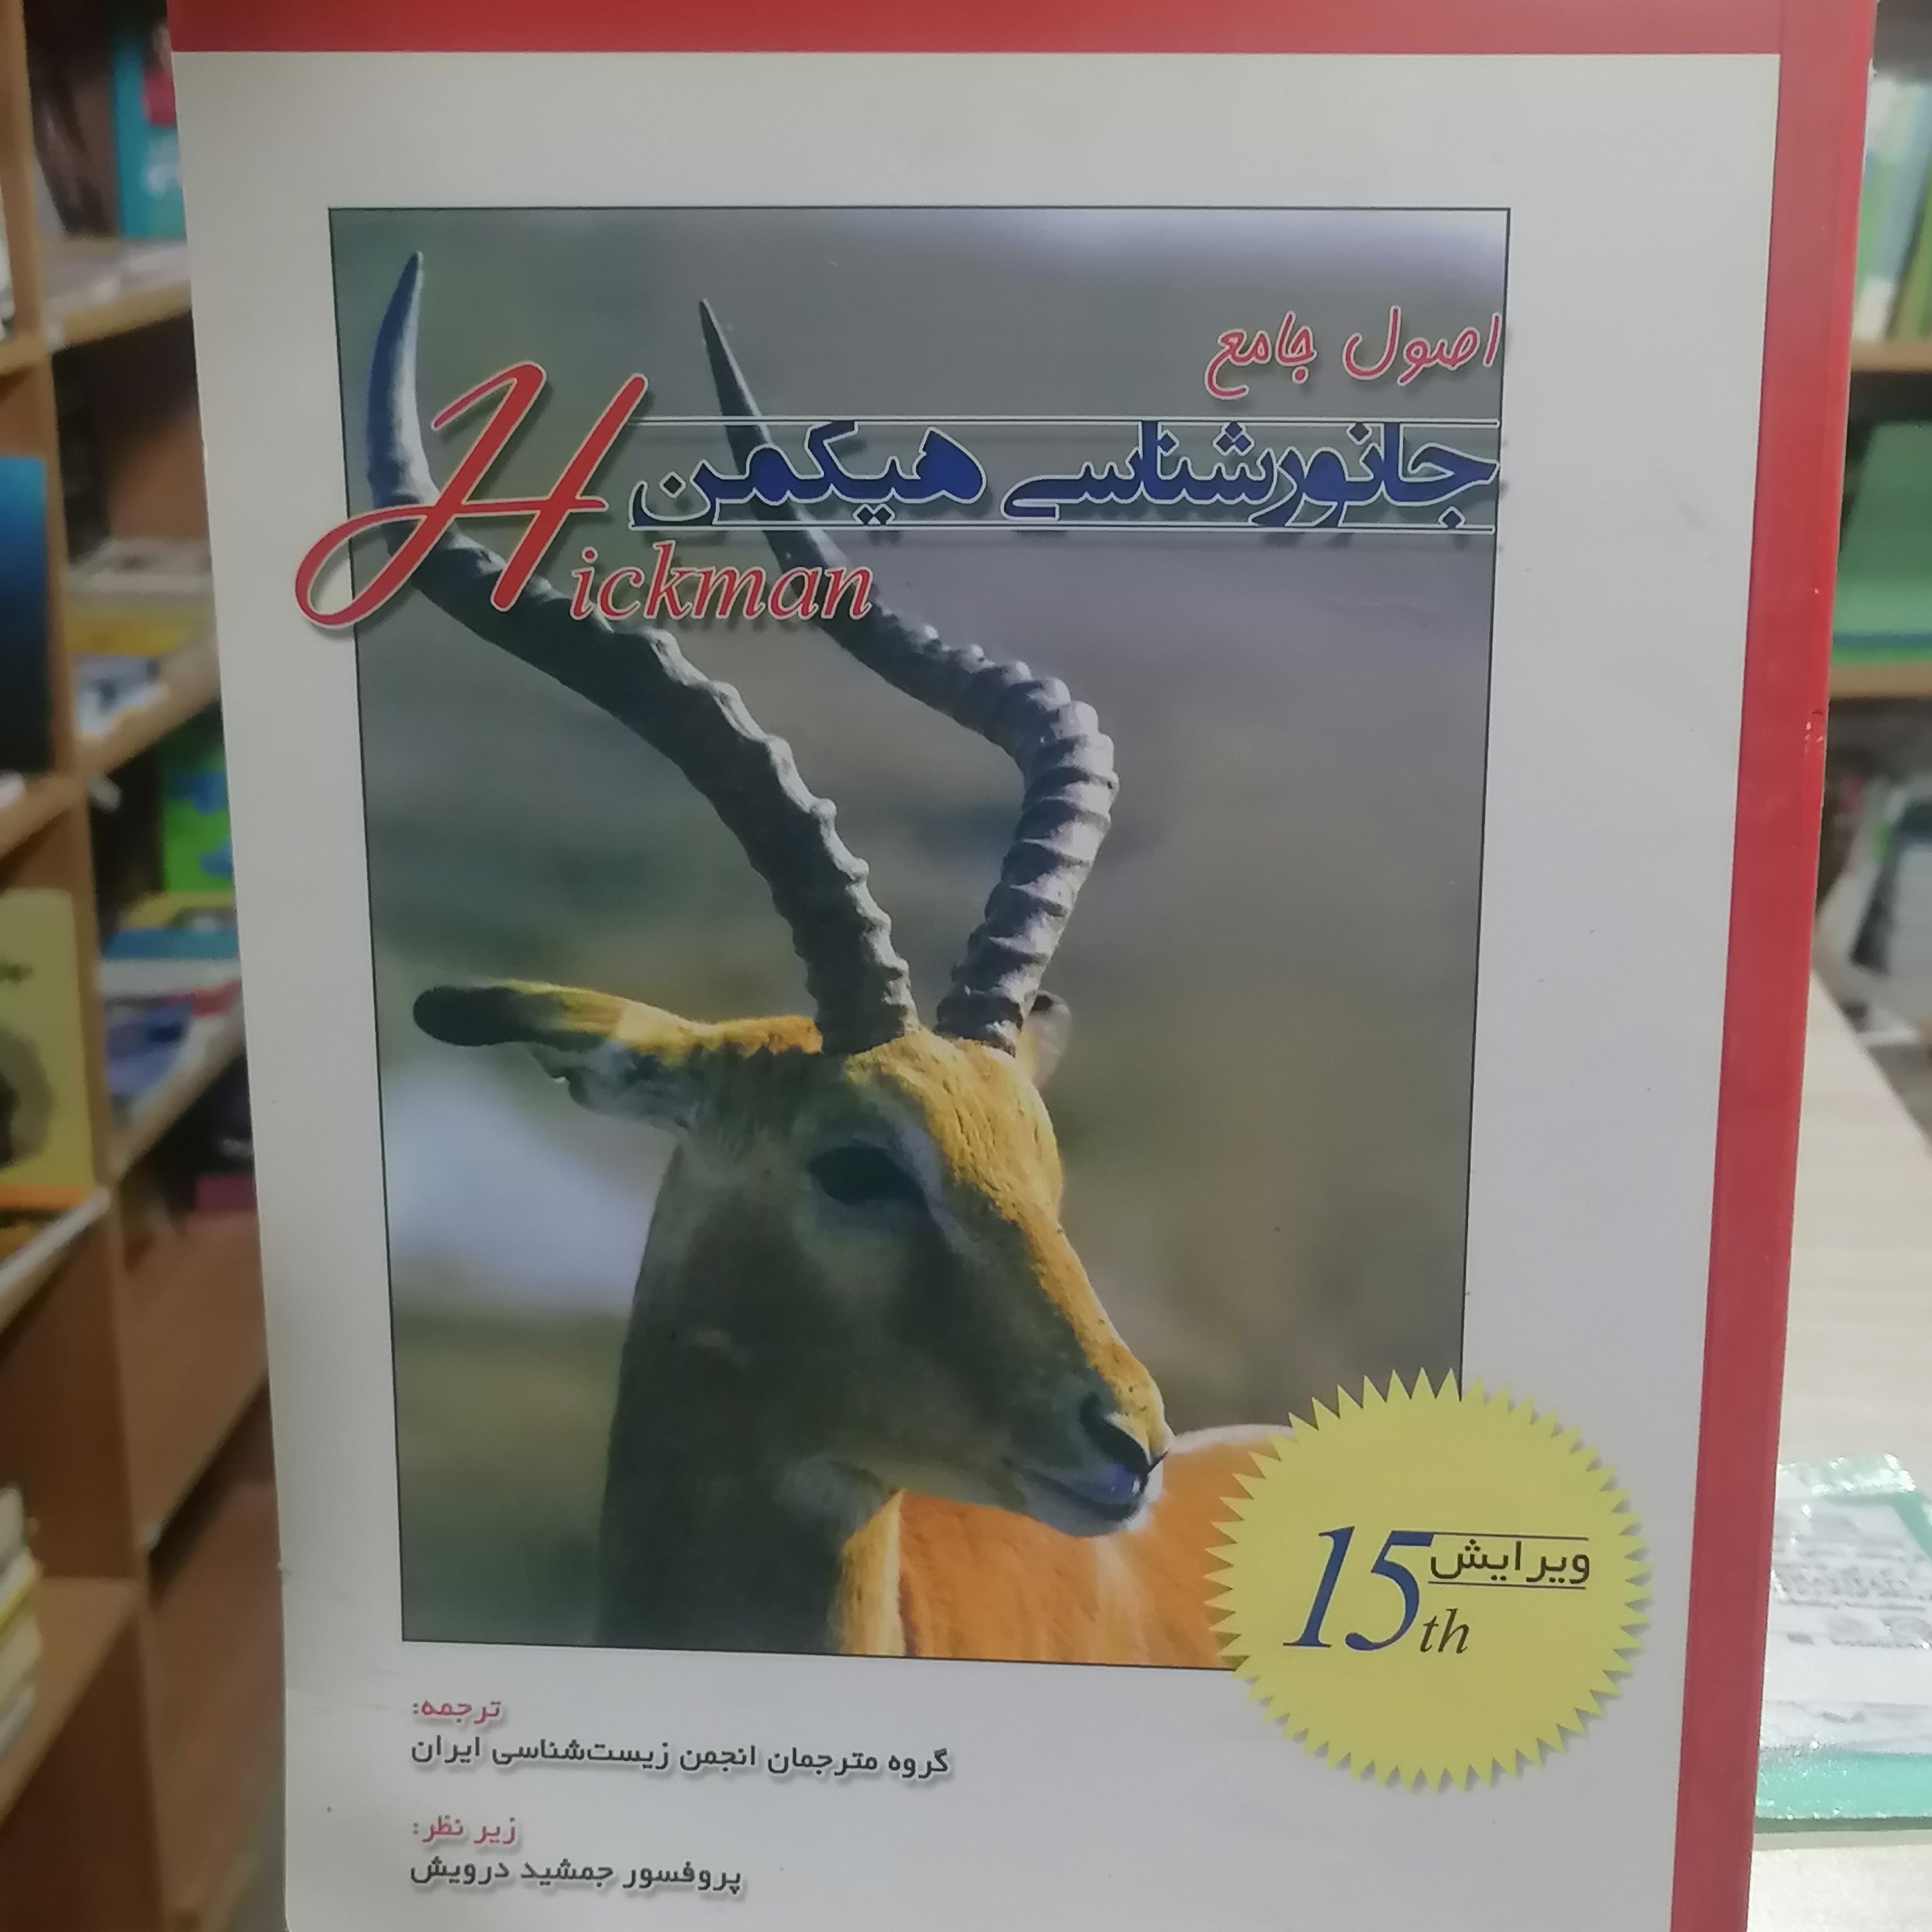 اصول جامع
جانورشناسی هیکمن
Hickman
ویرایش
15th
ترجمه:
گروه مترجمان انجمن زیست‌شناسی ایران
زیر نظر:
پروفسور جمشید درویش